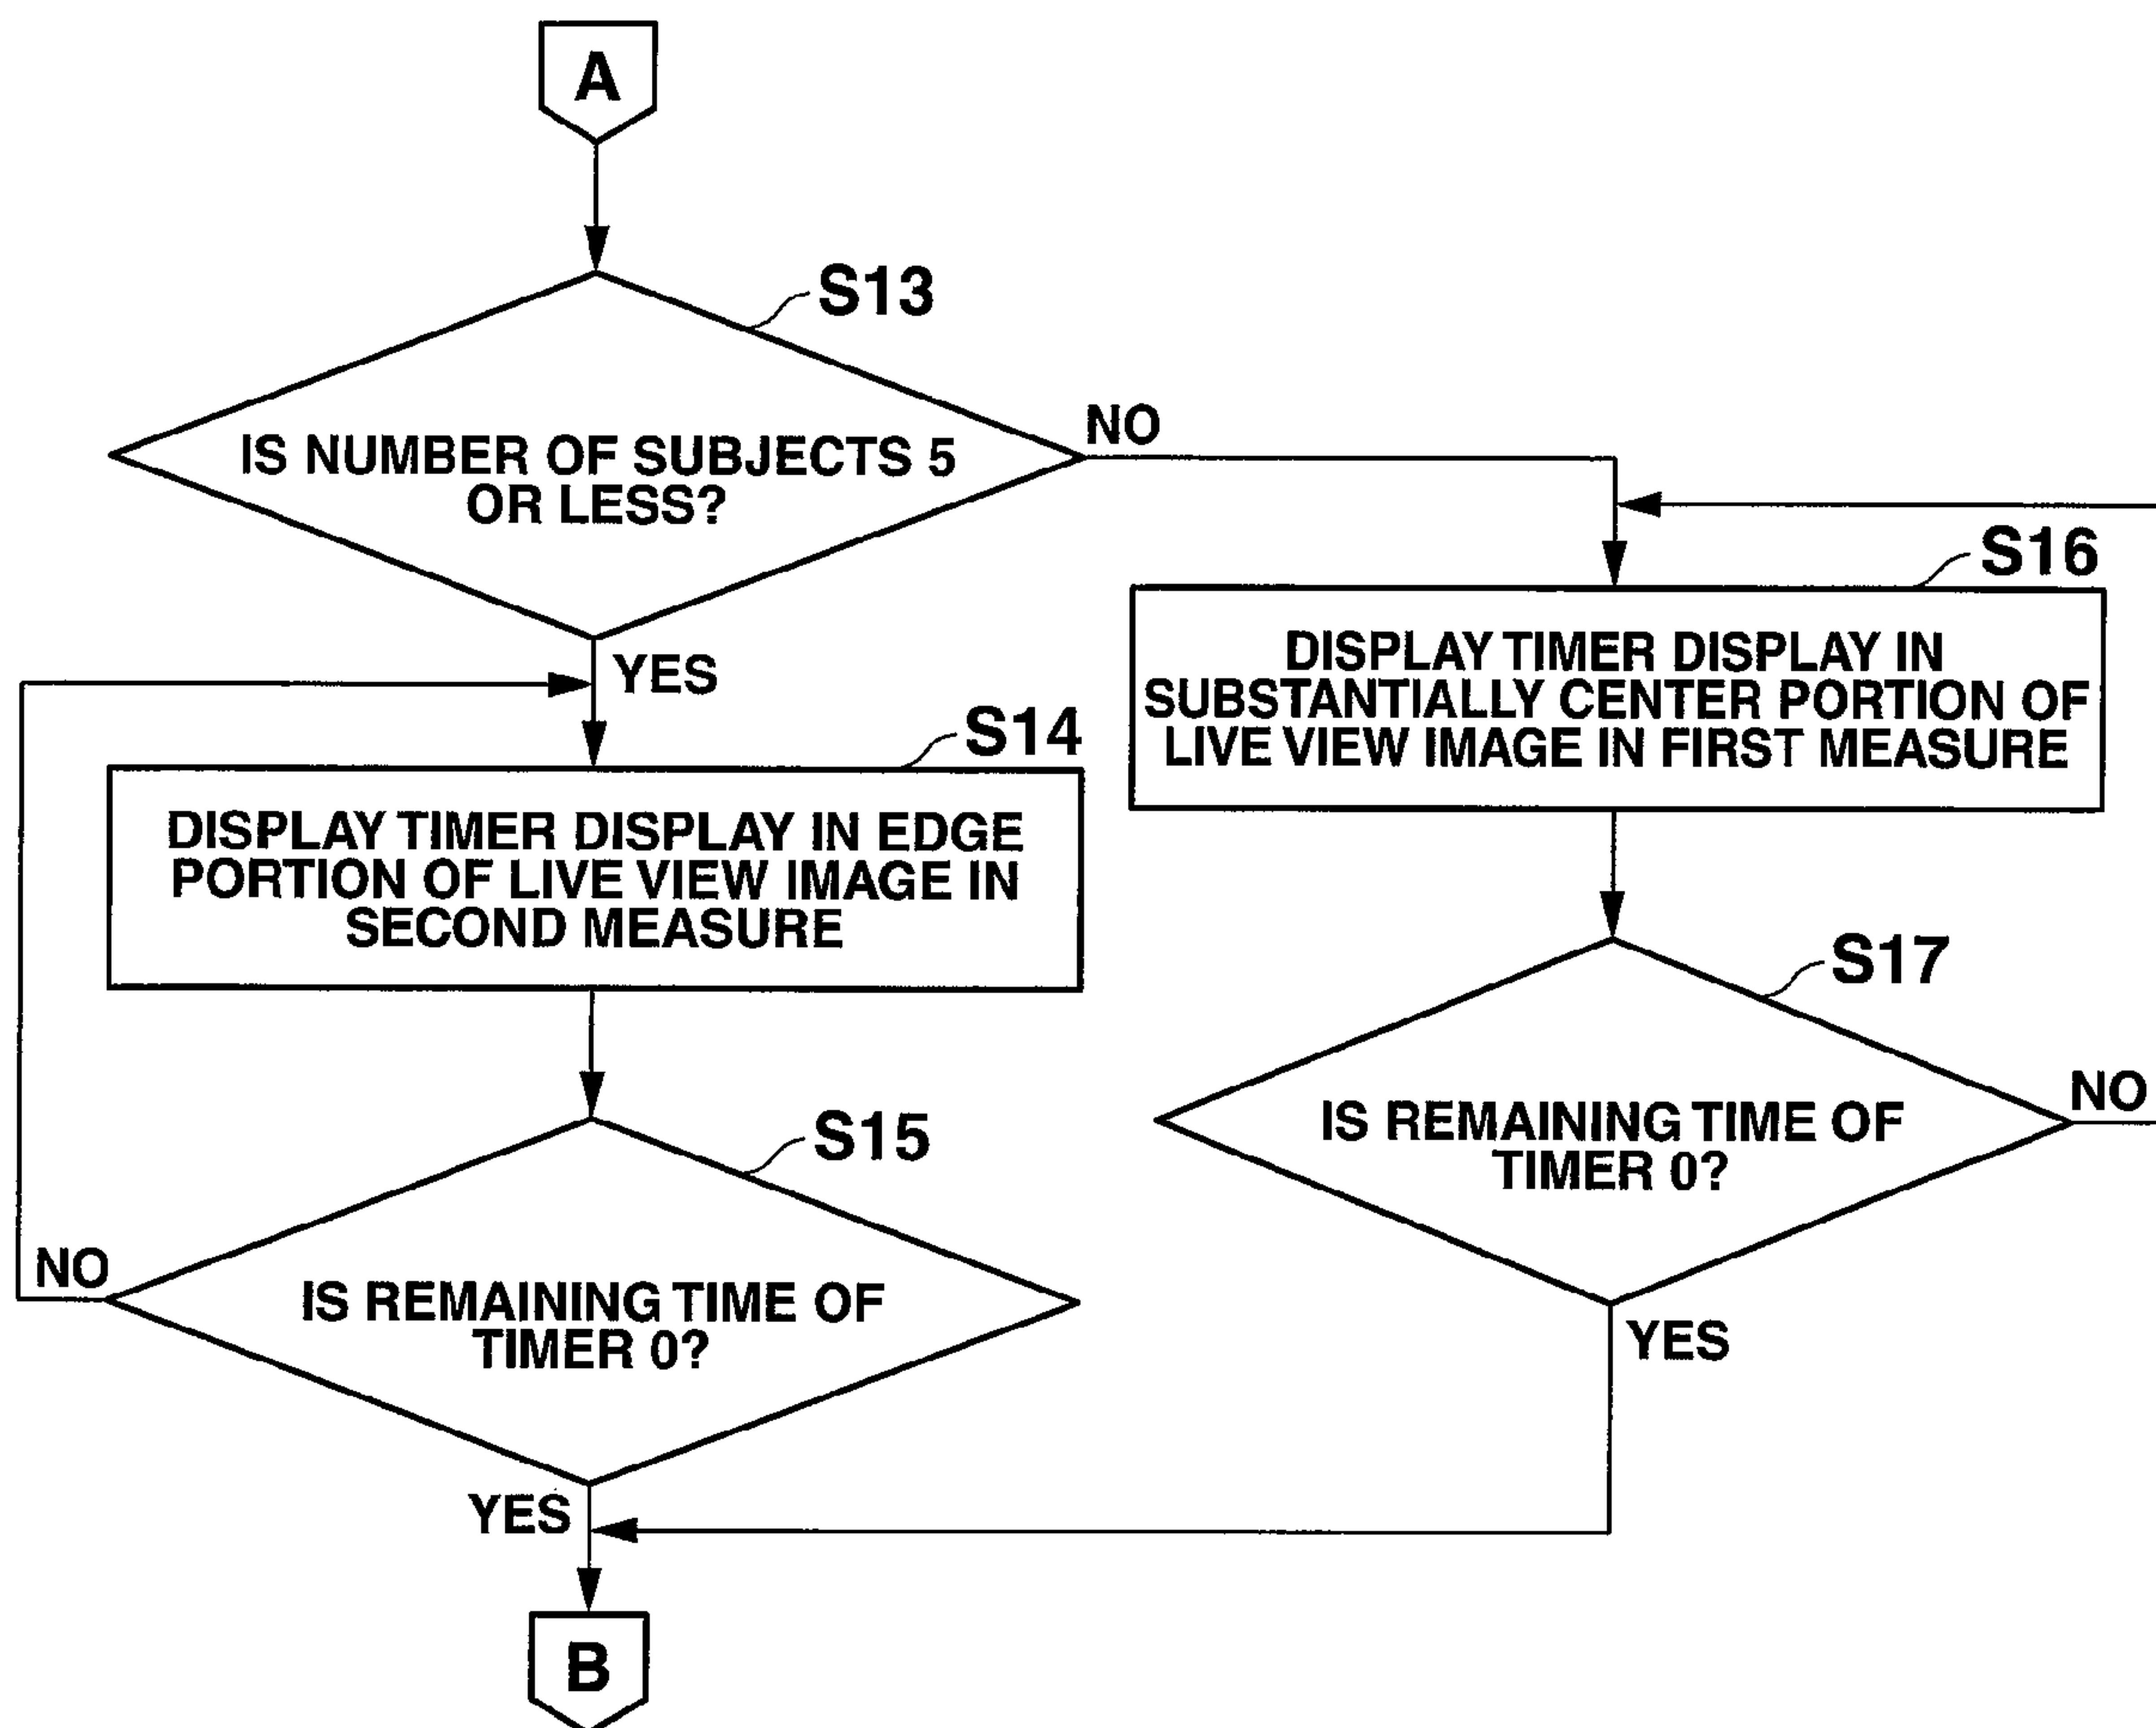 A
S13
IS NUMBER OF SUBJECTS 5
OR LESS?
NO
YES
S14
DISPLAY TIMER DISPLAY IN EDGE
PORTION OF LIVE VIEW IMAGE IN
SECOND MEASURE
S15
IS REMAINING TIME OF
TIMER 0?
NO
YES
S16
DISPLAY TIMER DISPLAY IN
SUBSTANTIALLY CENTER PORTION OF
LIVE VIEW IMAGE IN FIRST MEASURE
S17
IS REMAINING TIME OF
TIMER 0?
NO
YES
B